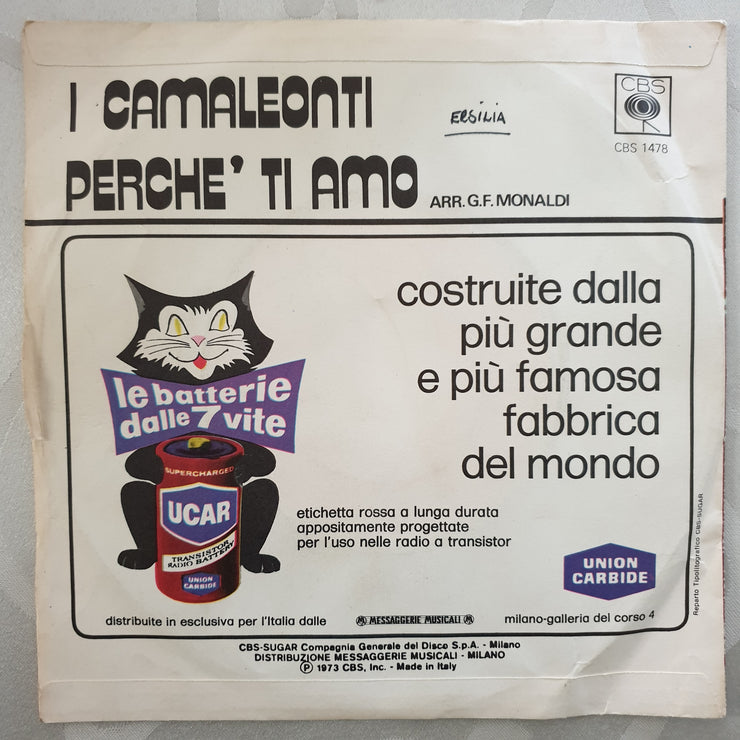 I CAMALEONTI
ERSILIA
CBS
CBS 1478
PERCHE' TI AMO ARR. G.F. MONALDI
le batterie
dalle 7 vite
SUPERCHARGED
UCAR
TRANSISTOR
RADIO BATTERY
UNION
CARBIDE
costruite dalla
più grande
e più famosa
fabbrica
del mondo
etichetta rossa a lunga durata
appositamente progettate
per l'uso nelle radio a transistor
UNION
CARBIDE
distribuite in esclusiva per l'Italia dalle MESSAGGERIE MUSICALI milano-galleria del corso 4
Reparto Tipolitografico CBS-SUGAR
CBS-SUGAR Compagnia Generale del Disco S.p.A. - Milano
DISTRIBUZIONE MESSAGGERIE MUSICALI - MILANO
Ⓟ 1973 CBS, Inc. - Made in Italy